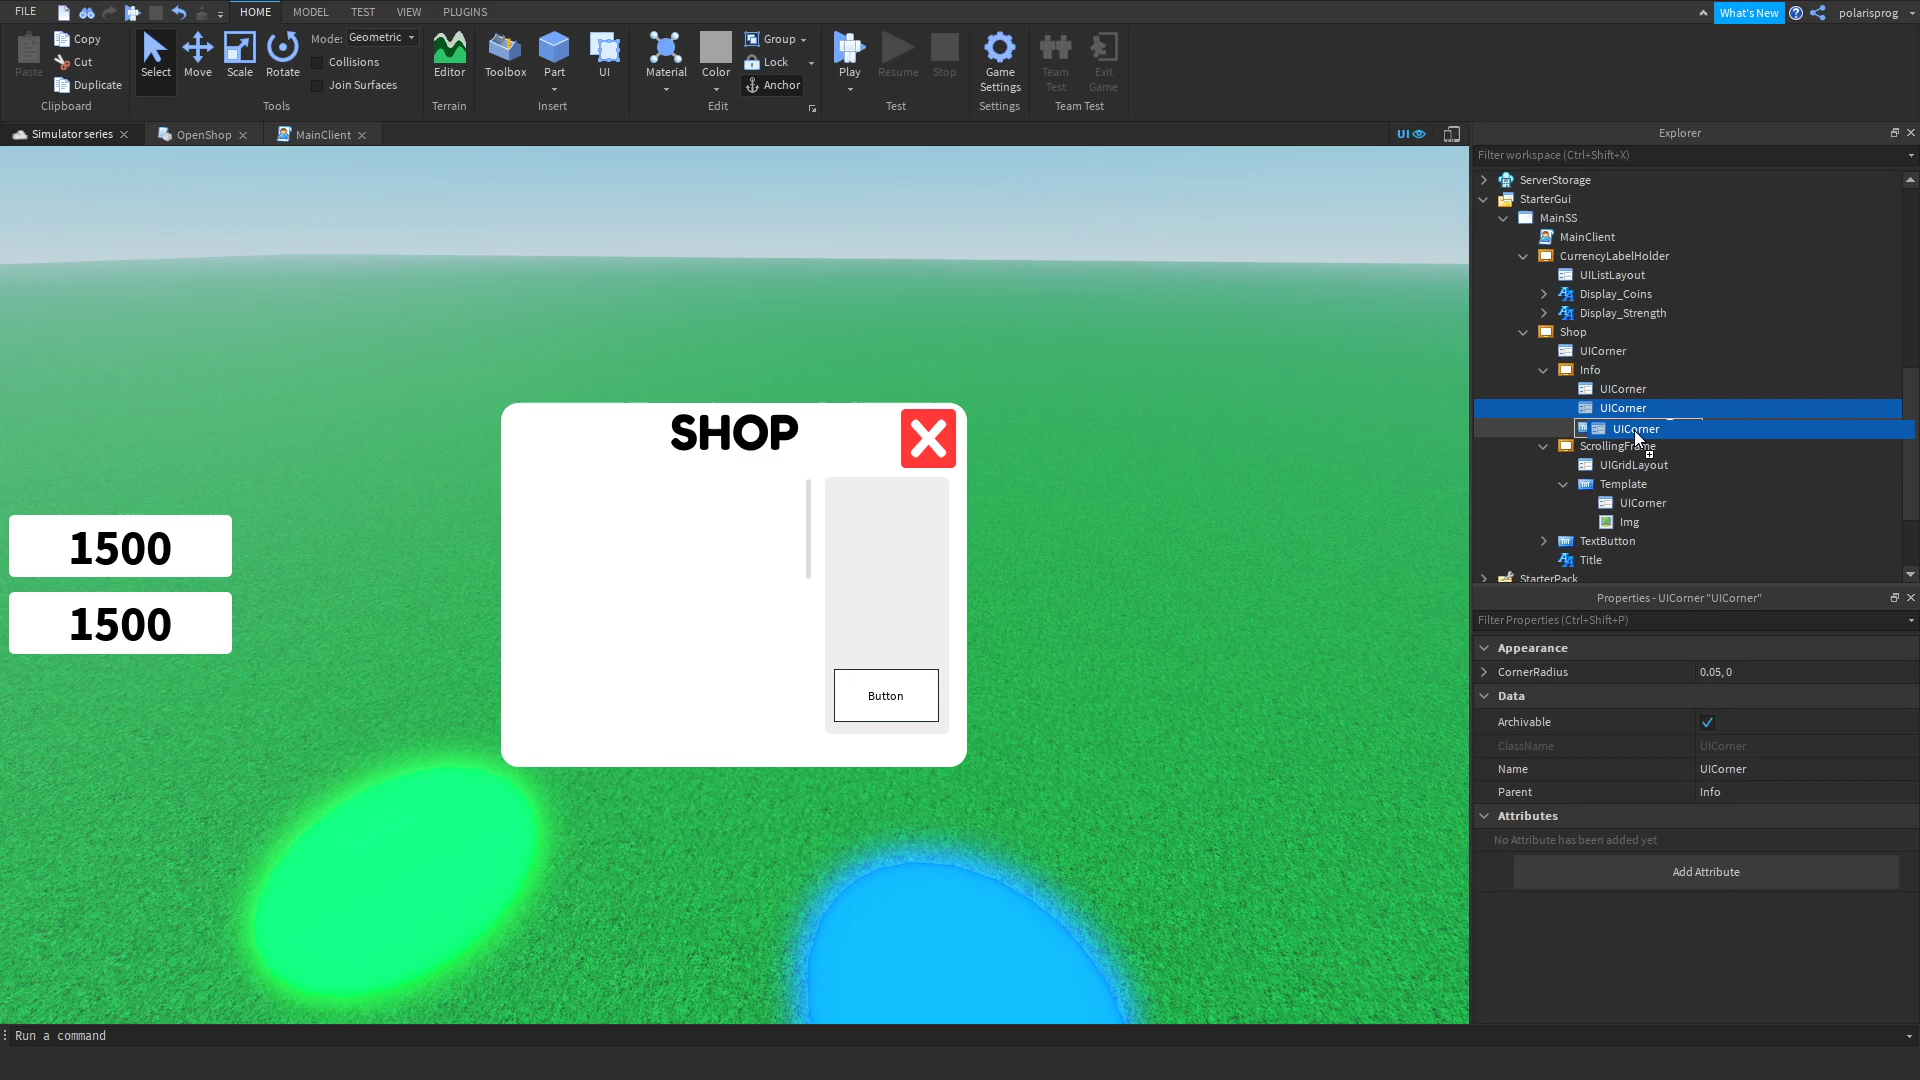 FILE HOME MODEL TEST VIEW PLUGINS What's New polarisprog
Paste Copy Cut Duplicate Clipboard
Select Move Scale Rotate Mode: Geometric Collisions Join Surfaces Tools
Editor Terrain
Toolbox Part UI Insert
Material Color Group Lock Anchor Edit
Play Resume Stop Test
Game Settings Settings
Team Test Exit Game Team Test
Simulator series OpenShop MainClient UI
Explorer
Filter workspace (Ctrl+Shift+X)
ServerStorage
StarterGui
MainSS
MainClient
CurrencyLabelHolder
UIListLayout
Display_Coins
Display_Strength
Shop
UICorner
Info
UICorner
UICorner
UICorner
ScrollingFrame
UIGridLayout
Template
UICorner
Img
TextButton
Title
StarterPack
SHOP
1500
1500
Button
Properties - UICorner "UICorner"
Filter Properties (Ctrl+Shift+P)
Appearance
CornerRadius 0.05, 0
Data
Archivable
ClassName UICorner
Name UICorner
Parent Info
Attributes
No Attribute has been added yet
Add Attribute
Run a command